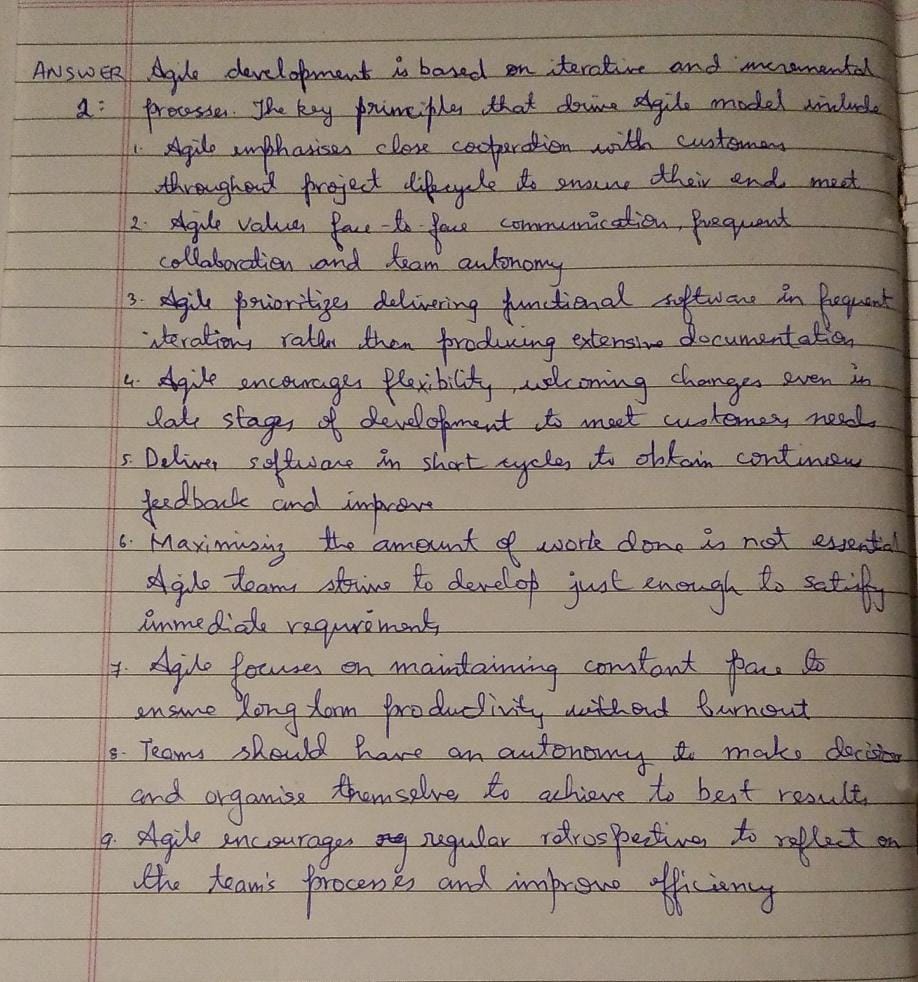 ANSWER Agile development is based on iterative and incremental
2: processes. The key principles that drive Agile model include
1. Agile emphasises close cooperation with customers
throughout project lifecycle to ensure their ends meet
2. Agile values face-to-face communication, frequent
collaboration and team autonomy
3. Agile prioritizes delivering functional software in frequent
iterations rather then producing extensive documentation
4. Agile encourages flexibility, welcoming changes even in
late stages of development to meet customers needs
5. Deliver software in short cycles to obtain continous
feedback and improve
6. Maximising the amount of work done is not essential
Agile teams strive to develop just enough to satisfy
immediate requirements
7. Agile focuses on maintaining constant pace to
ensure long term productivity without burnout
8. Teams should have an autonomy to make decision
and organise themselves to achieve to best results
9. Agile encourages regular retrospectives to reflect on
the team's processes and improve efficiency